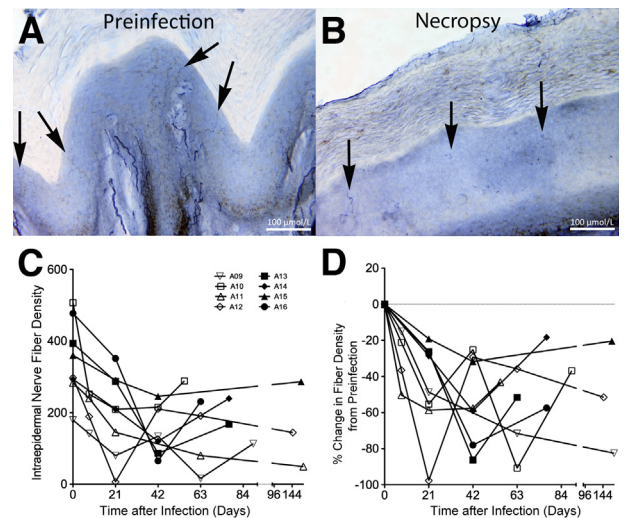 A Preinfection
B Necropsy
100 µmol/L
100 µmol/L
C
600
400
200
0
Intraepidermal Nerve Fiber Density
A09 A13
A10 A14
A11 A15
A12 A16
0 21 42 63 84 96 144
Time after Infection (Days)
D
20
0
-20
-40
-60
-80
-100
% Change in Fiber Density
from Preinfection
0 21 42 63 84 96 144
Time after Infection (Days)